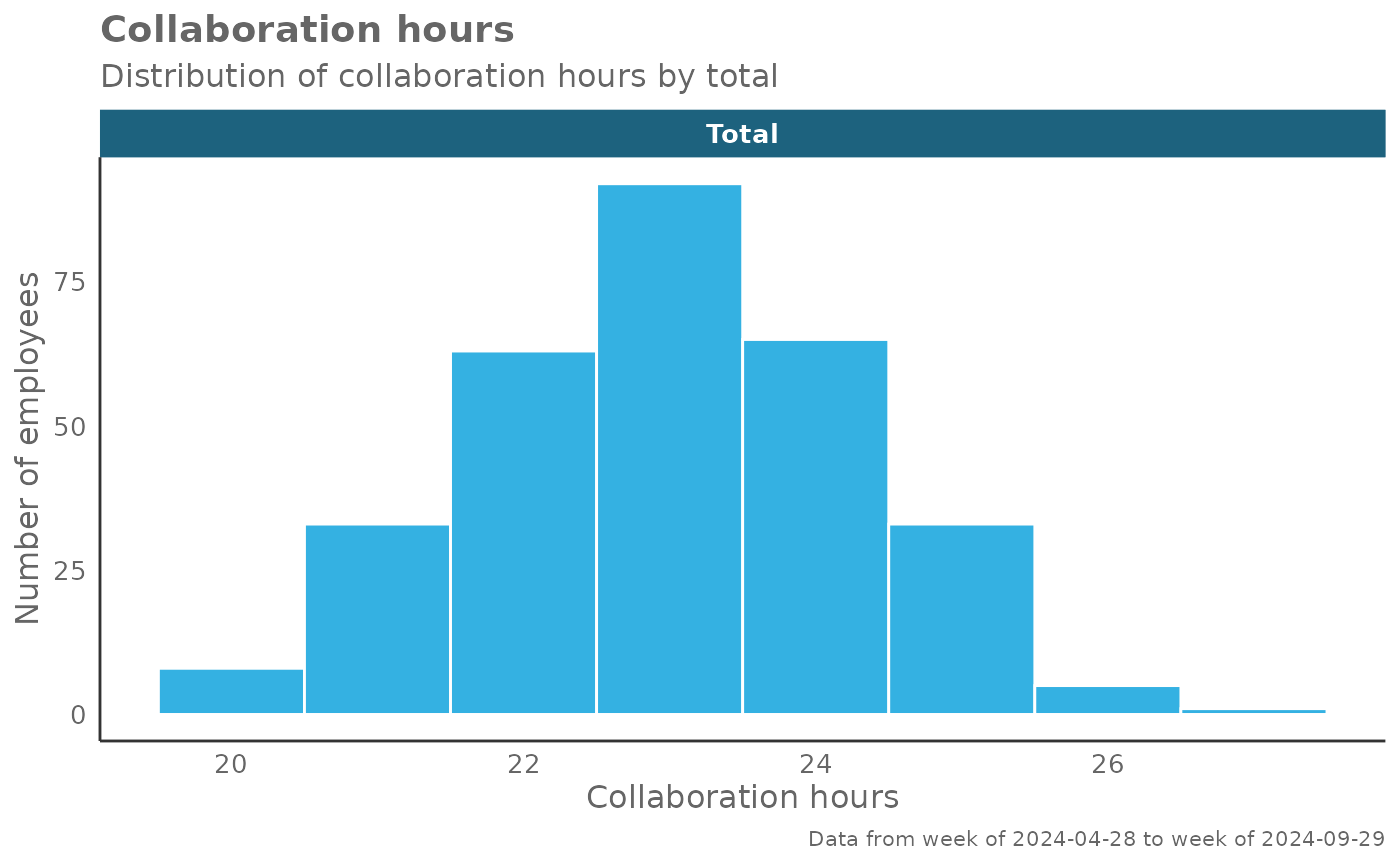 Collaboration hours
Distribution of collaboration hours by total
Total
Number of employees
75
50
25
0
20 22 24 26
Collaboration hours
Data from week of 2024-04-28 to week of 2024-09-29